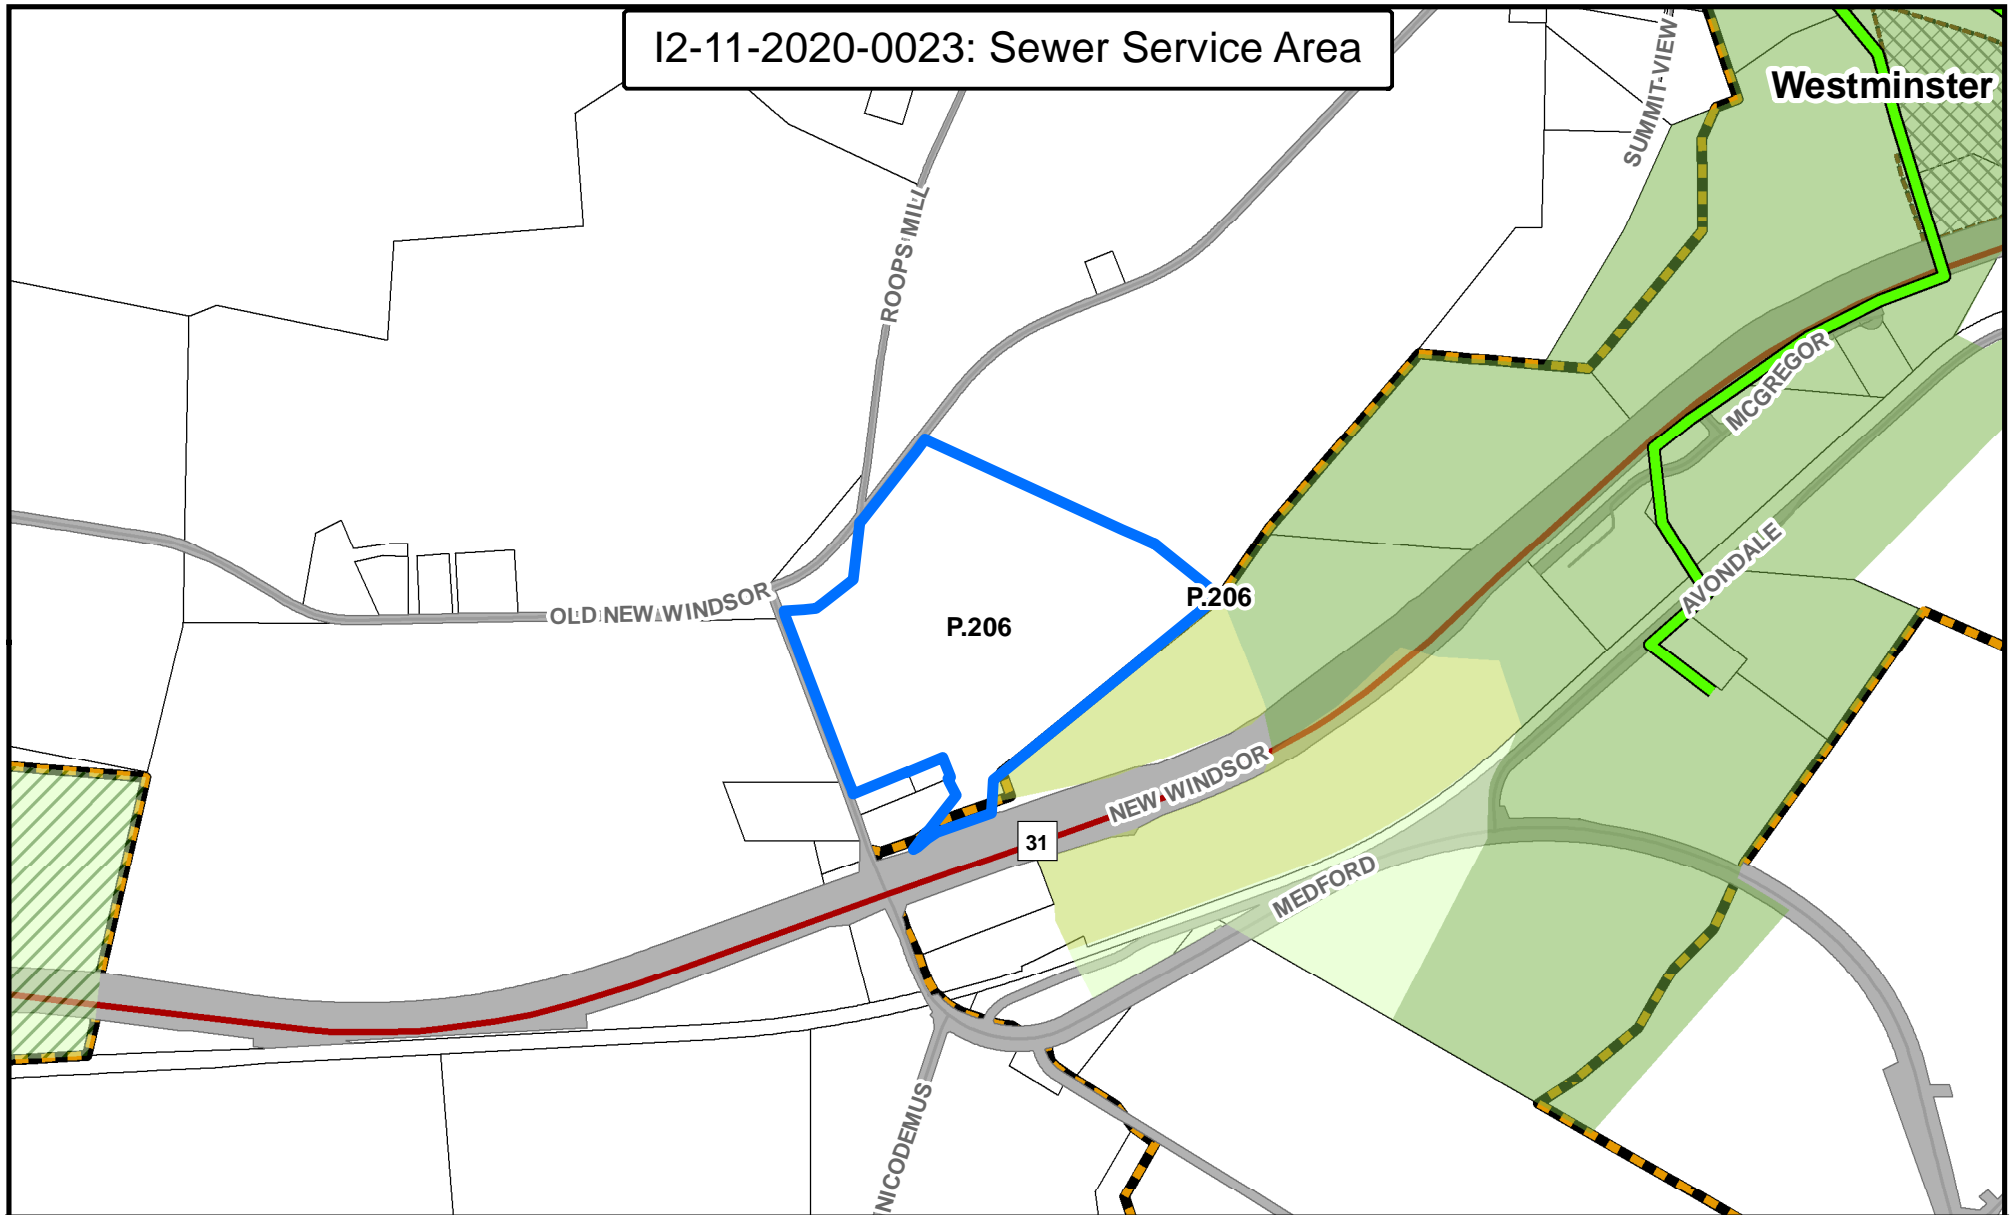 I2-11-2020-0023: Sewer Service Area
SUMMIT VIEW
Westminster
ROOPS MILL
MCGREGOR
AVONDALE
OLD NEW WINDSOR
P.206
P.206
NEW WINDSOR
31
MEDFORD
NICODEMUS